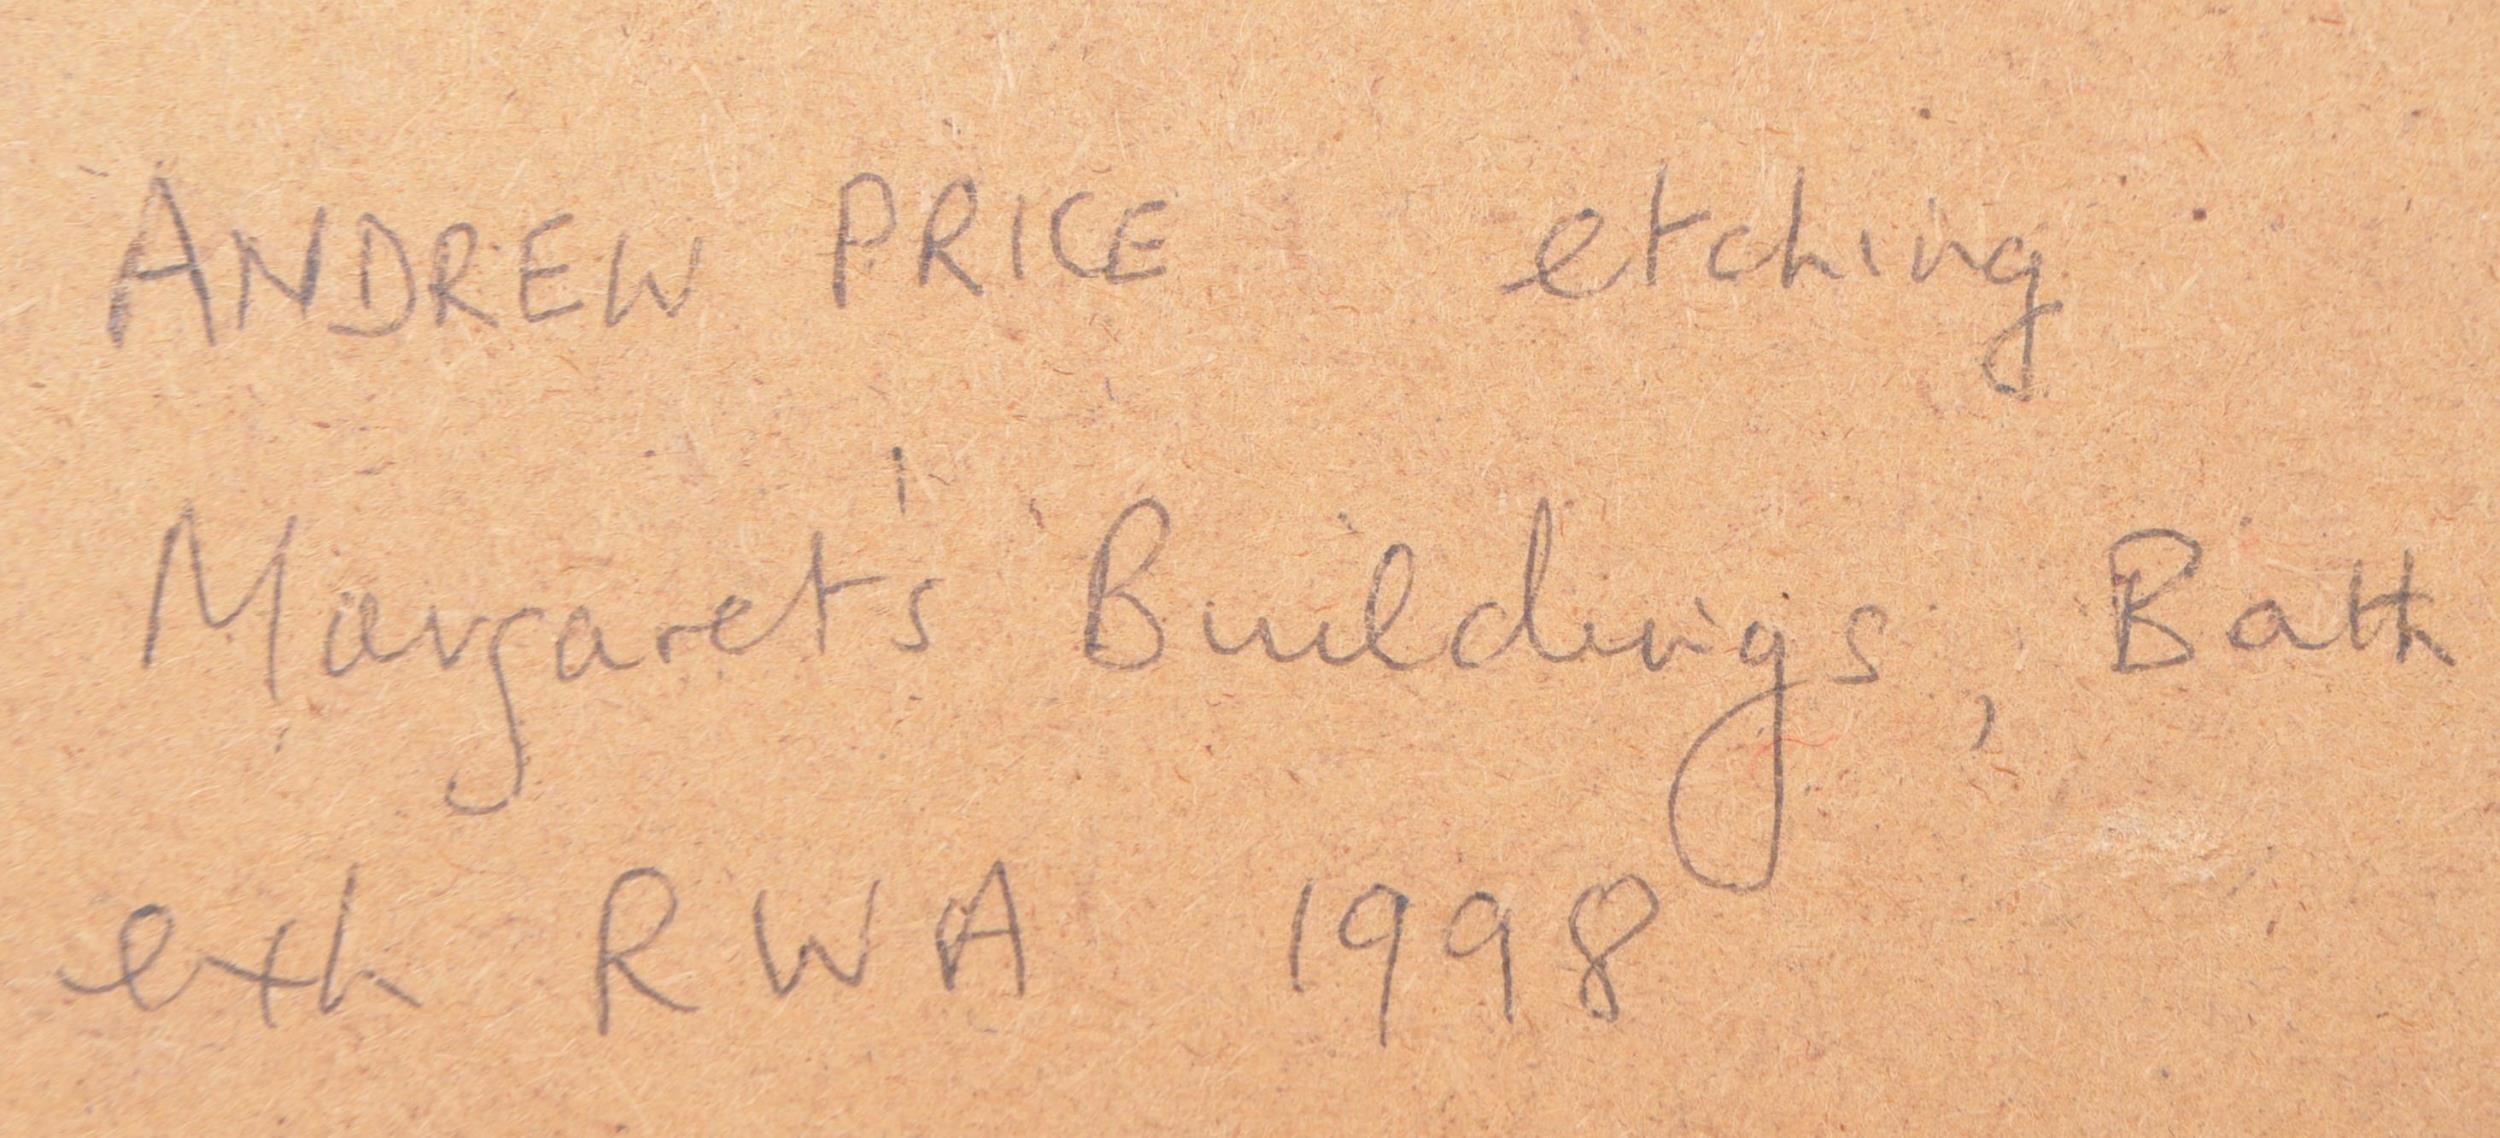 ANDREW PRICE etching
Margaret's Buildings, Bath
exh RWA 1998